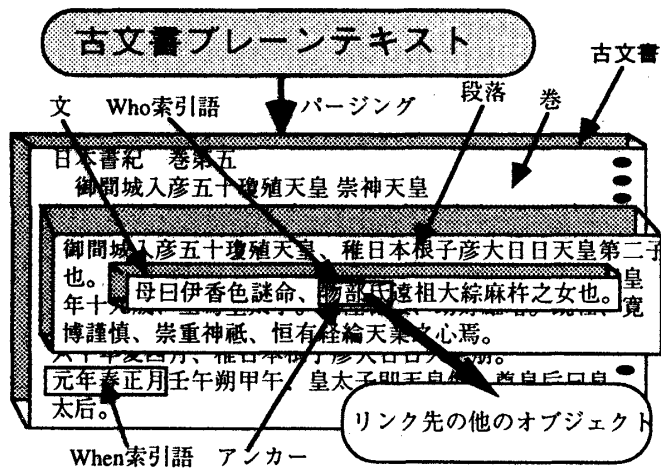 古文書プレーンテキスト
古文書
文 Who索引語 パージング 段落 巻
日本書紀 巻第五
御間城入彦五十瓊殖天皇 崇神天皇
御間城入彦五十瓊殖天皇、稚日本根子彦大日日天皇第二子
也。 皇
母曰伊香色謎命、物部氏遠祖大綜麻杵之女也。
年十 寛
博謹慎、崇重神祇、恒有経綸天業之心焉。
元年春正月壬午朔甲午、皇太子即天皇位 尊皇后曰皇
太后。
リンク先の他のオブジェクト
When索引語 アンカー